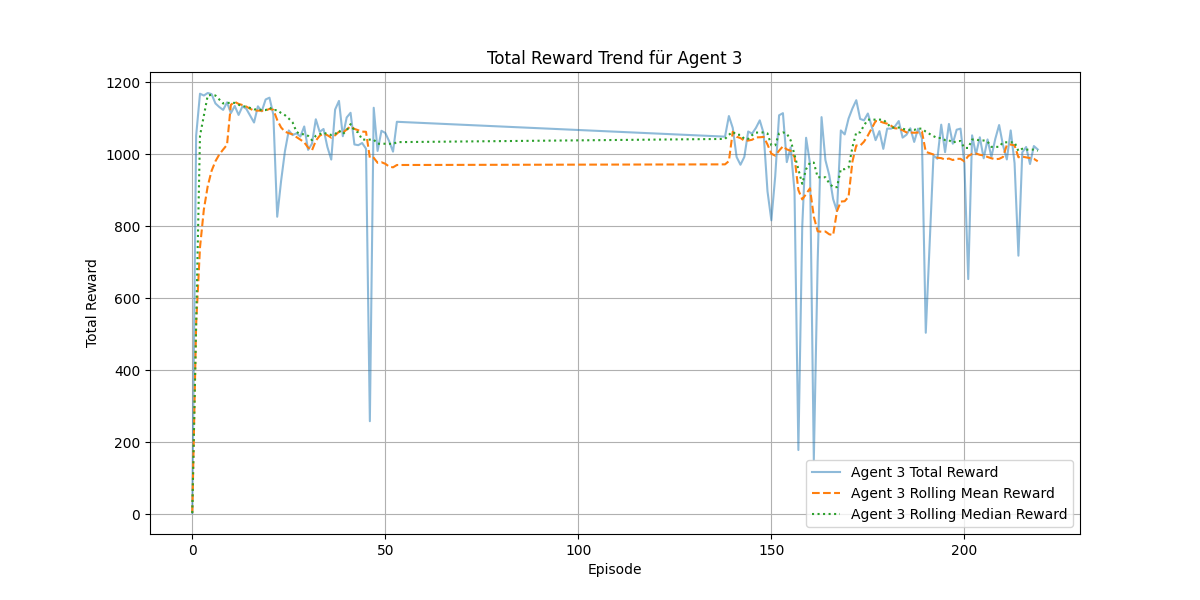 Total Reward Trend für Agent 3
Total Reward
1200
1000
800
600
400
200
0
0
50
100
150
200
Episode
Agent 3 Total Reward
Agent 3 Rolling Mean Reward
Agent 3 Rolling Median Reward